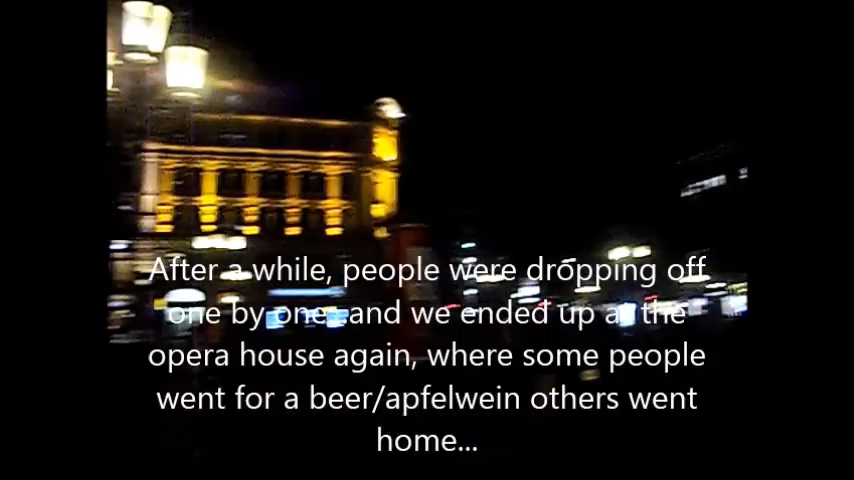 After a while, people were dropping off
one by one...and we ended up at the
opera house again, where some people
went for a beer/apfelwein others went
home...